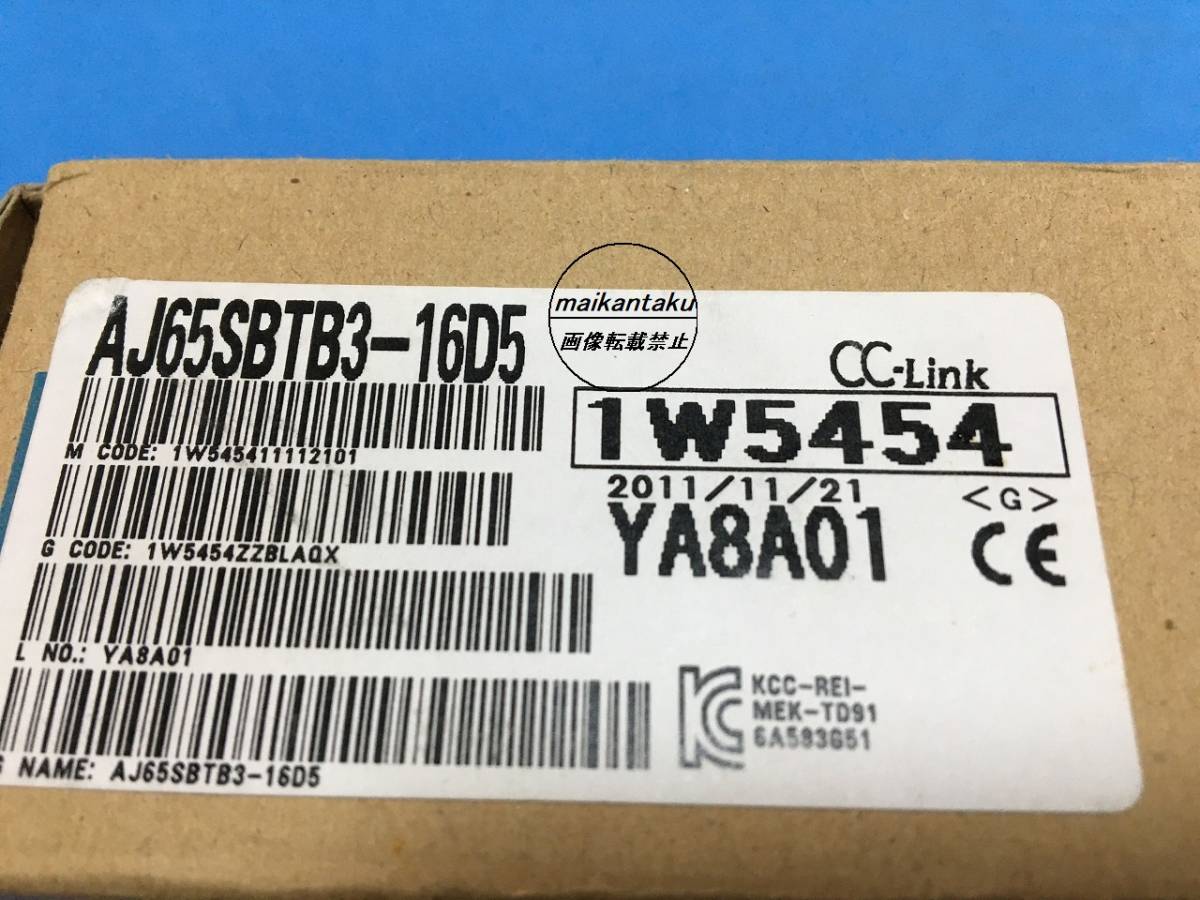 AJ65SBTB3-16D5
maikantaku
画像転載禁止
CC-Link
1W5454
M CODE: 1W545411112101
2011/11/21
<G>
YA8A01
CE
G CODE: 1W5454ZZBLAQX
L NO.: YA8A01
KCC-REI-
MEK-TD91
6A583G51
G NAME: AJ65SBTB3-16D5